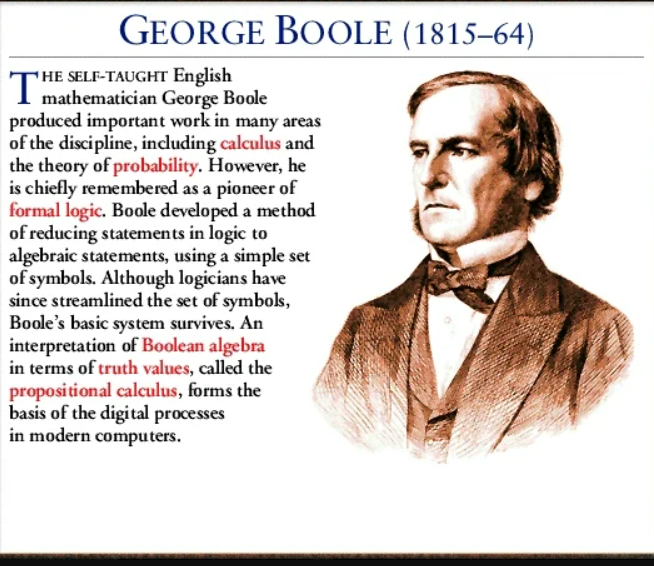 GEORGE BOOLE (1815–64)
THE SELF-TAUGHT English
mathematician George Boole
produced important work in many areas
of the discipline, including calculus and
the theory of probability. However, he
is chiefly remembered as a pioneer of
formal logic. Boole developed a method
of reducing statements in logic to
algebraic statements, using a simple set
of symbols. Although logicians have
since streamlined the set of symbols,
Boole's basic system survives. An
interpretation of Boolean algebra
in terms of truth values, called the
propositional calculus, forms the
basis of the digital processes
in modern computers.